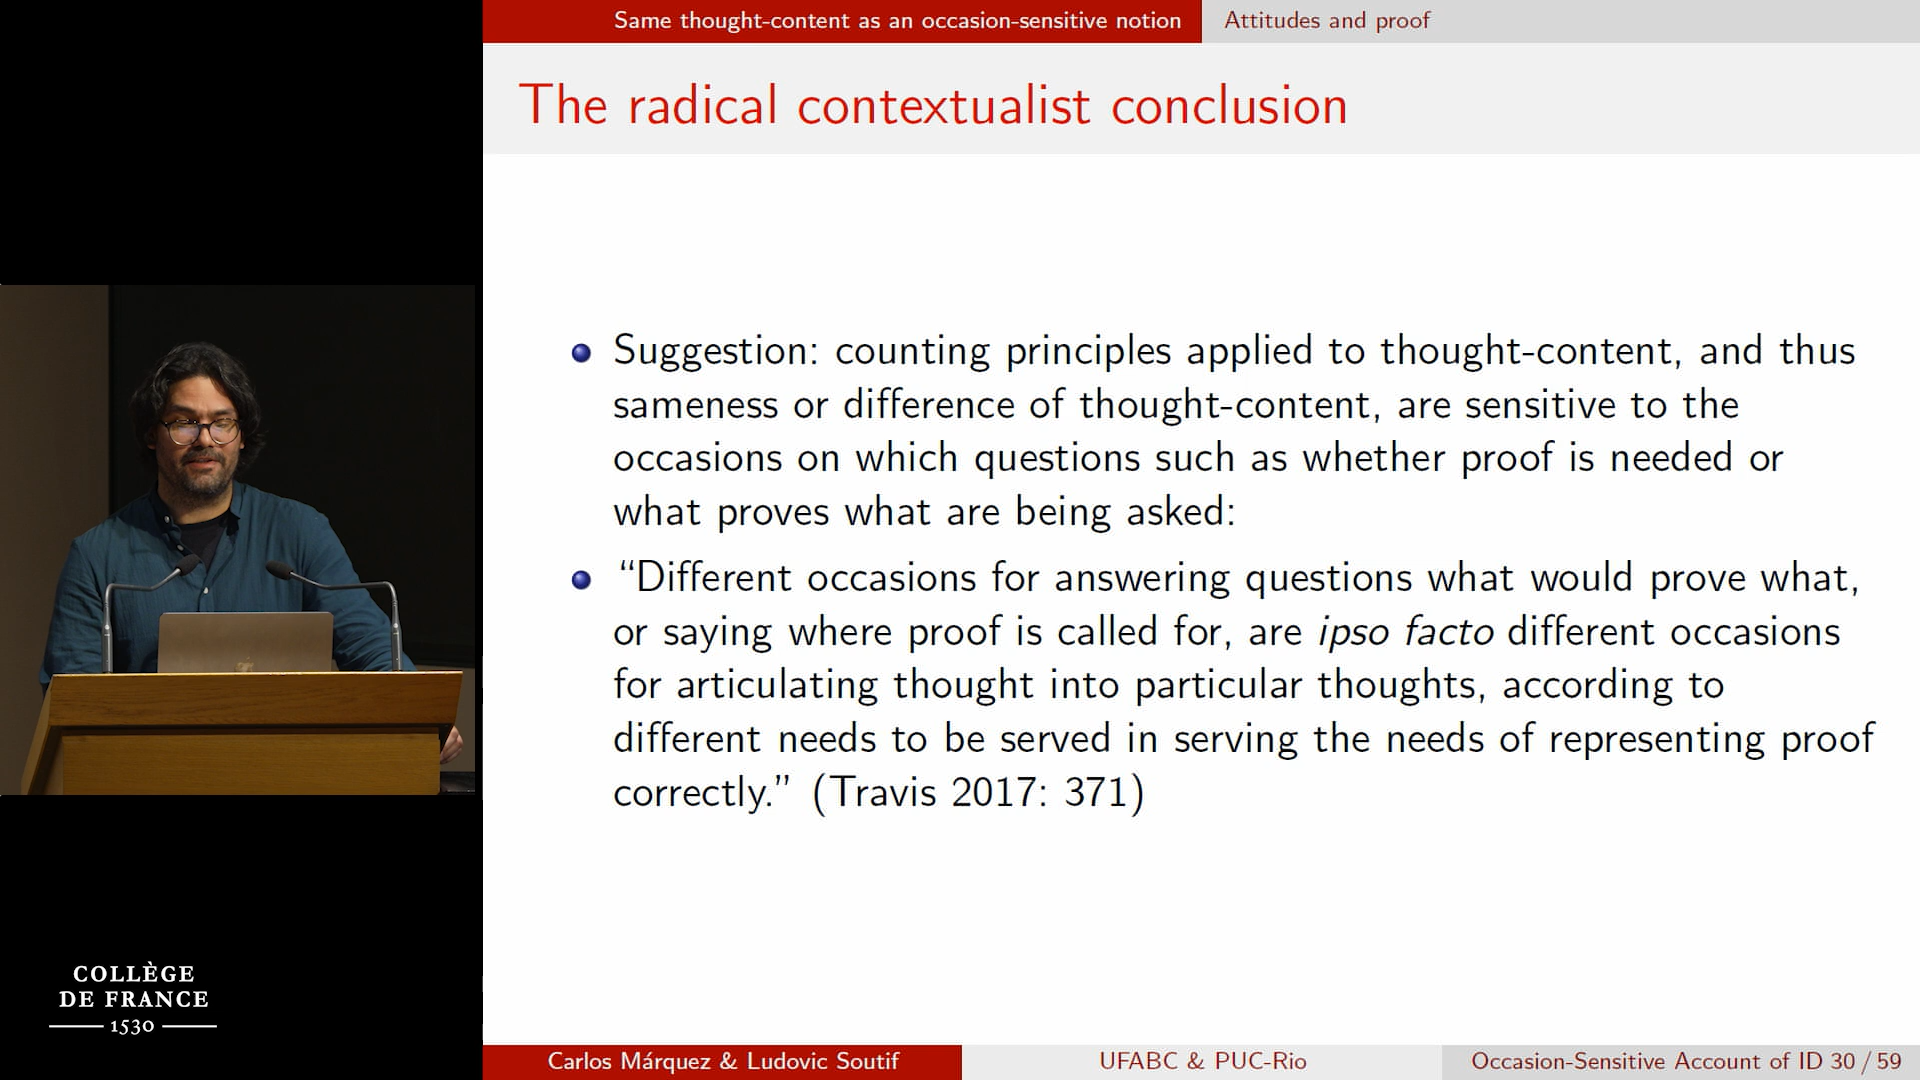 Same thought-content as an occasion-sensitive notion
Attitudes and proof
The radical contextualist conclusion
Suggestion: counting principles applied to thought-content, and thus
sameness or difference of thought-content, are sensitive to the
occasions on which questions such as whether proof is needed or
what proves what are being asked:
“Different occasions for answering questions what would prove what,
or saying where proof is called for, are ipso facto different occasions
for articulating thought into particular thoughts, according to
different needs to be served in serving the needs of representing proof
correctly.” (Travis 2017: 371)
COLLÈGE
DE FRANCE
1530
Carlos Márquez & Ludovic Soutif
UFABC & PUC-Rio
Occasion-Sensitive Account of ID 30 / 59